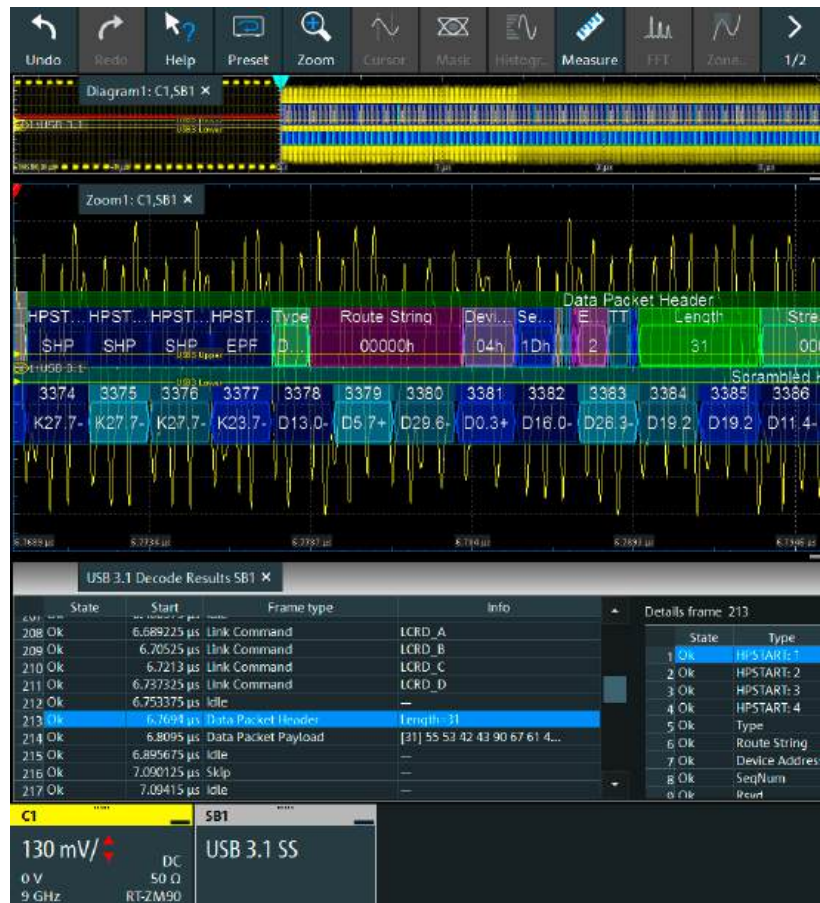 Undo Redo Help Preset Zoom Cursor Mask Histogr... Measure FFT Zone... 1/2
Diagram1: C1,SB1 ×
Zoom1: C1,SB1 ×
Data Packet Header
HPST... HPST... HPST... HPST... Type Route String Devi... Se... E TT Length Stre
SHP SHP SHP EPF D... 00000h 04h 1Dh 2 31 00
USB3 Upper
USB3 Lower
3374 3375 3376 3377 3378 3379 3380 3381 3382 3383 3384 3385 3386
K27.7- K27.7- K27.7- K23.7- D13.0- D5.7+ D29.6- D0.3+ D16.0- D26.3- D19.2 D19.2 D11.4-
USB 3.1 Decode Results SB1 ×
State Start Frame type Info
208 Ok 6.689225 µs Link Command LCRD_A
209 Ok 6.70525 µs Link Command LCRD_B
210 Ok 6.7213 µs Link Command LCRD_C
211 Ok 6.737325 µs Link Command LCRD_D
212 Ok 6.753375 µs Idle —
213 Ok 6.7694 µs Data Packet Header Length=31
214 Ok 6.8095 µs Data Packet Payload [31] 55 53 42 43 90 67 61 4...
215 Ok 6.895675 µs Idle —
216 Ok 7.090125 µs Skip —
217 Ok 7.09415 µs Idle —
Details frame 213
State Type
1 Ok HPSTART: 1
2 Ok HPSTART: 2
3 Ok HPSTART: 3
4 Ok HPSTART: 4
5 Ok Type
6 Ok Route String
7 Ok Device Addres
8 Ok SeqNum
9 Ok Rsvd
C1
130 mV/
DC
0 V 50 Ω
9 GHz RT-ZM90
SB1
USB 3.1 SS